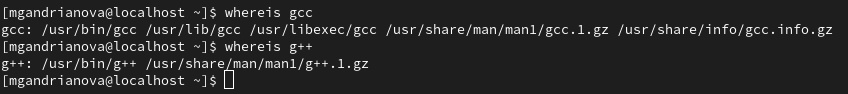 [mgandrianova@localhost ~]$ whereis gcc
gcc: /usr/bin/gcc /usr/lib/gcc /usr/libexec/gcc /usr/share/man/man1/gcc.1.gz /usr/share/info/gcc.info.gz
[mgandrianova@localhost ~]$ whereis g++
g++: /usr/bin/g++ /usr/share/man/man1/g++.1.gz
[mgandrianova@localhost ~]$